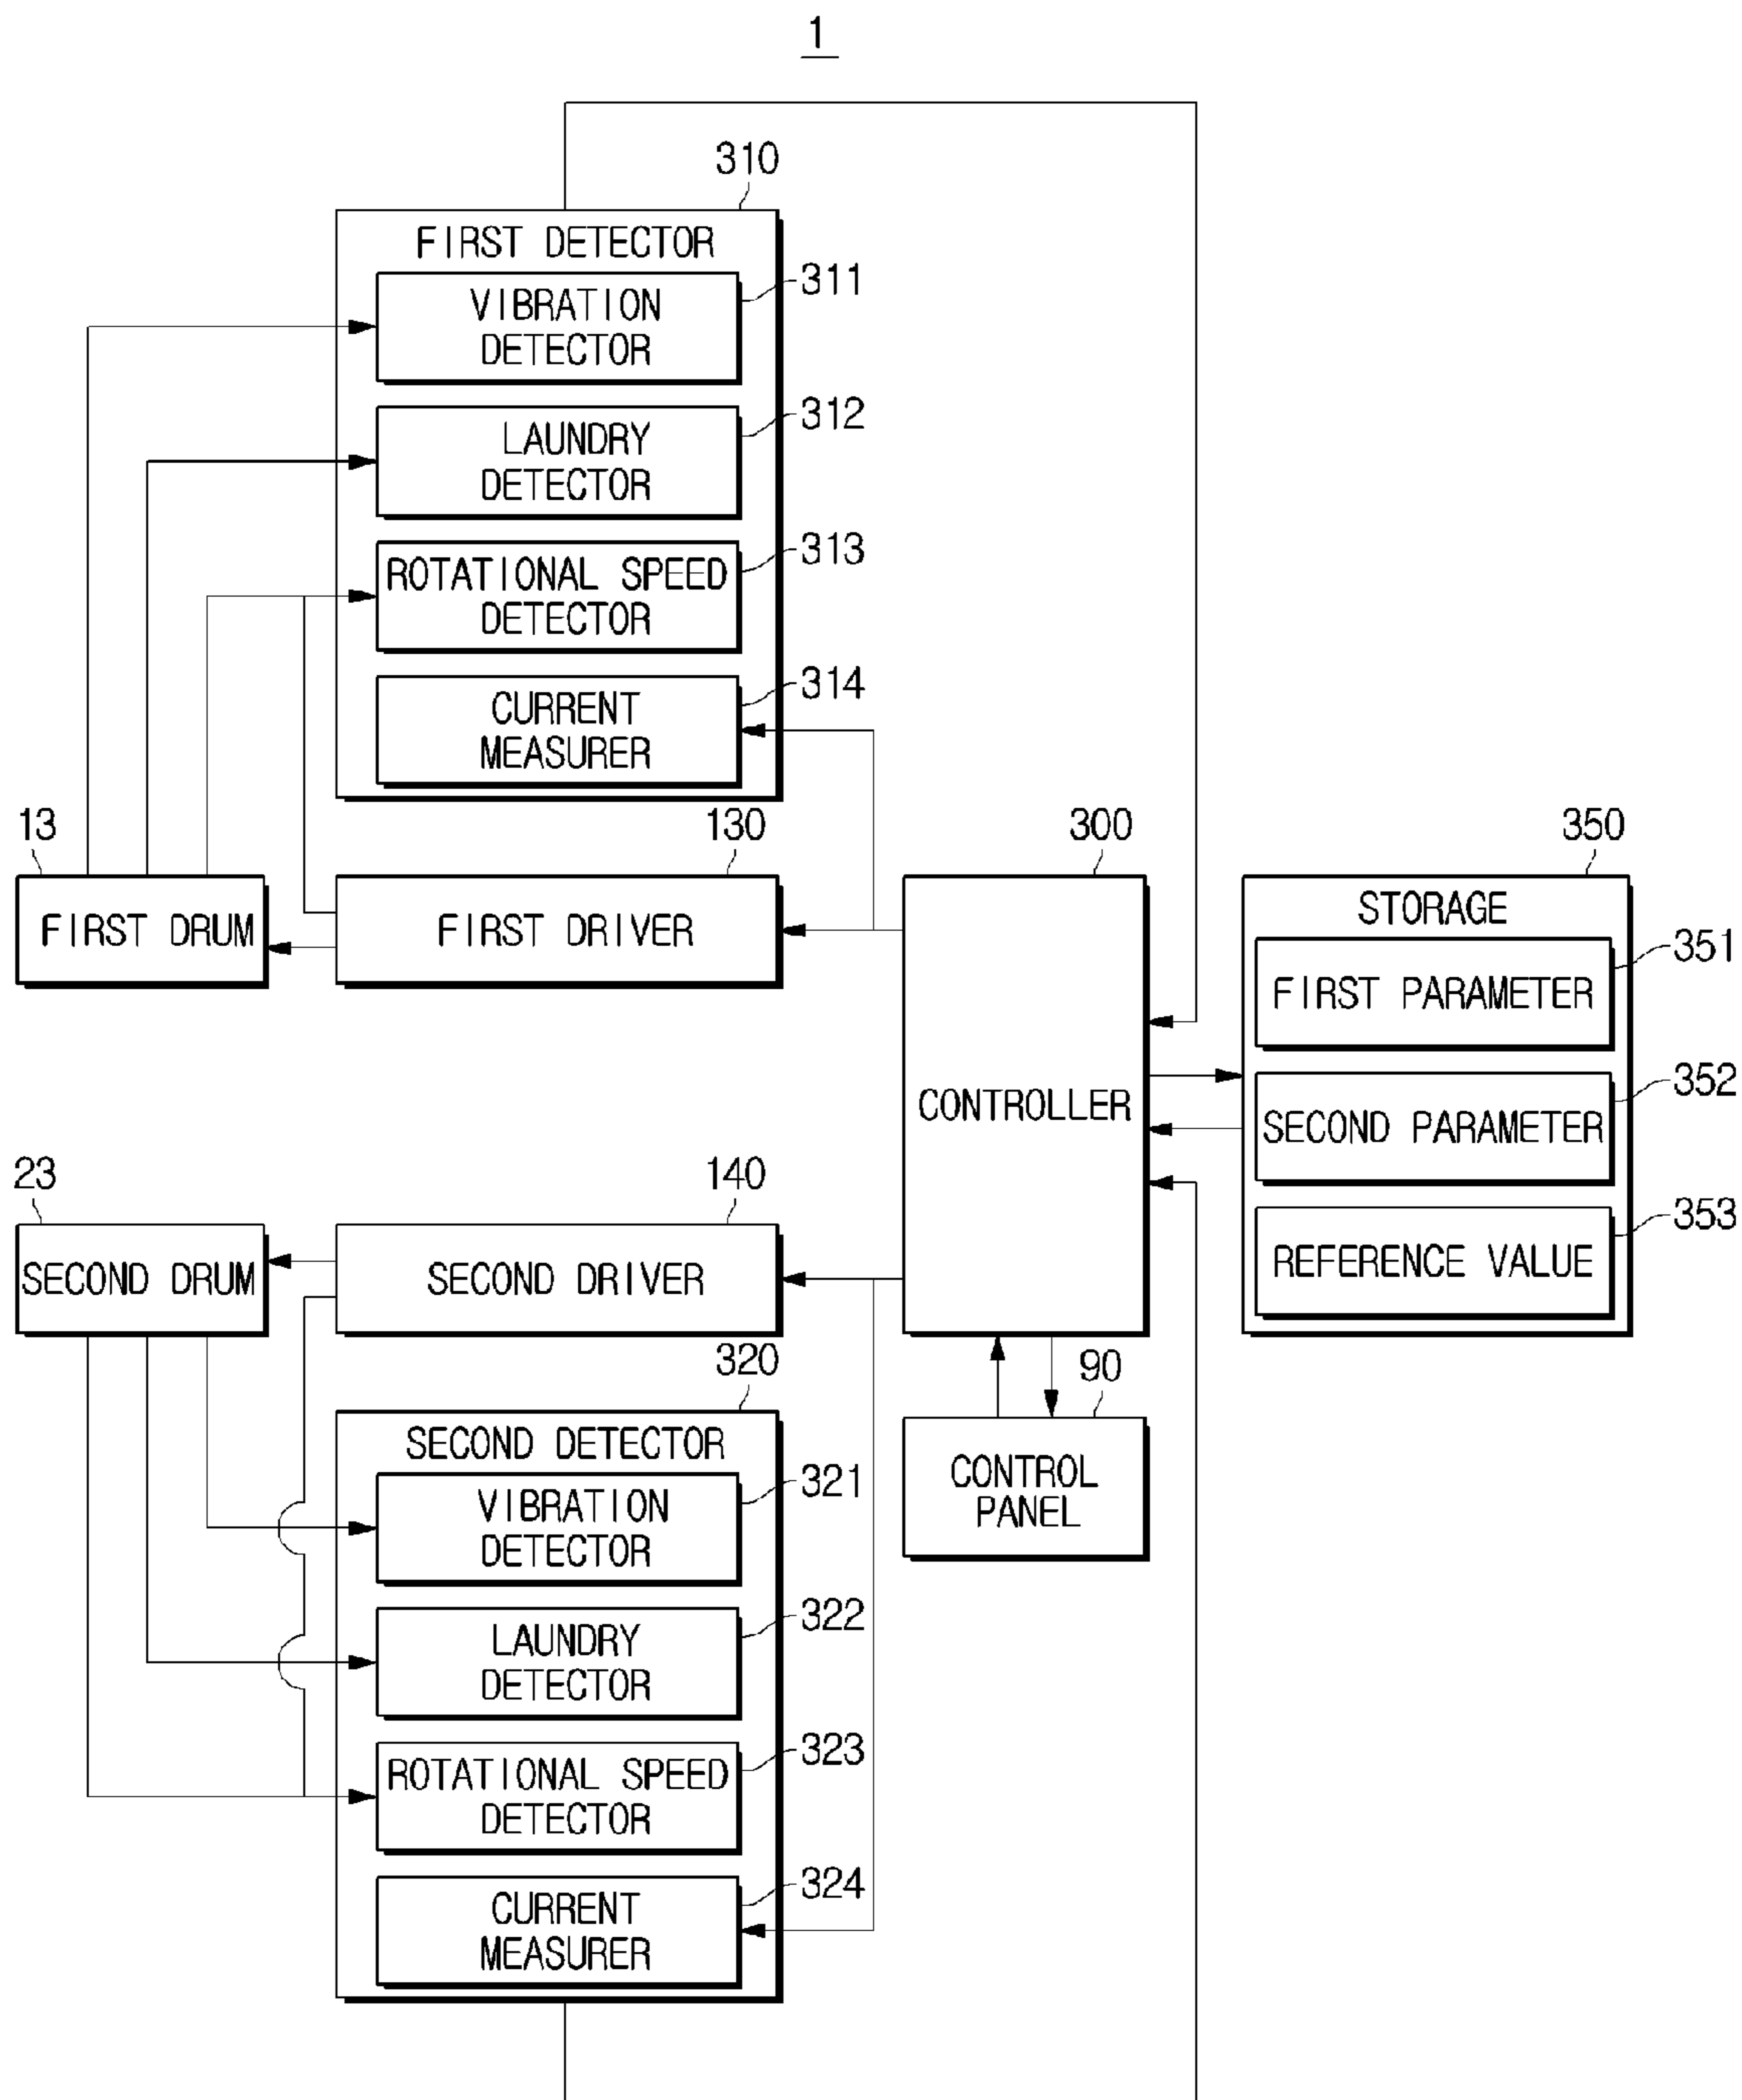 1
310
FIRST DETECTOR
311
VIBRATION
DETECTOR
312
LAUNDRY
DETECTOR
313
ROTATIONAL SPEED
DETECTOR
314
CURRENT
MEASURER
13
130
300
350
FIRST DRUM
FIRST DRIVER
STORAGE
351
FIRST PARAMETER
CONTROLLER
352
SECOND PARAMETER
23
140
353
SECOND DRUM
SECOND DRIVER
REFERENCE VALUE
320
90
SECOND DETECTOR
CONTROL
PANEL
321
VIBRATION
DETECTOR
322
LAUNDRY
DETECTOR
323
ROTATIONAL SPEED
DETECTOR
324
CURRENT
MEASURER